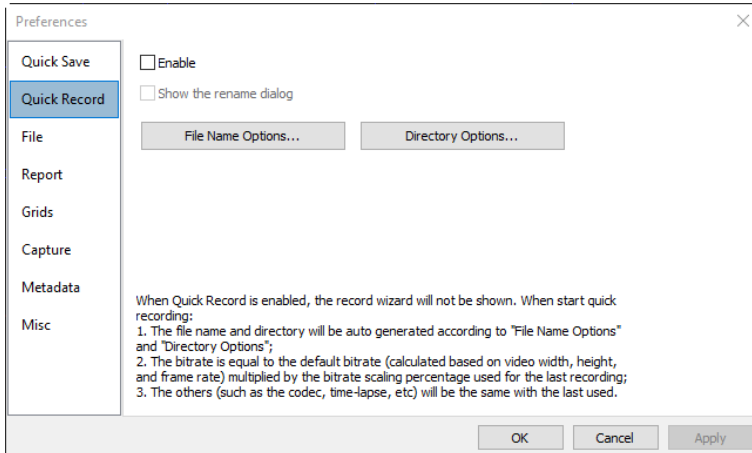 Preferences
Quick Save
Quick Record
File
Report
Grids
Capture
Metadata
Misc
Enable
Show the rename dialog
File Name Options...
Directory Options...
When Quick Record is enabled, the record wizard will not be shown. When start quick
recording:
1. The file name and directory will be auto generated according to "File Name Options"
and "Directory Options";
2. The bitrate is equal to the default bitrate (calculated based on video width, height,
and frame rate) multiplied by the bitrate scaling percentage used for the last recording;
3. The others (such as the codec, time-lapse, etc) will be the same with the last used.
OK
Cancel
Apply